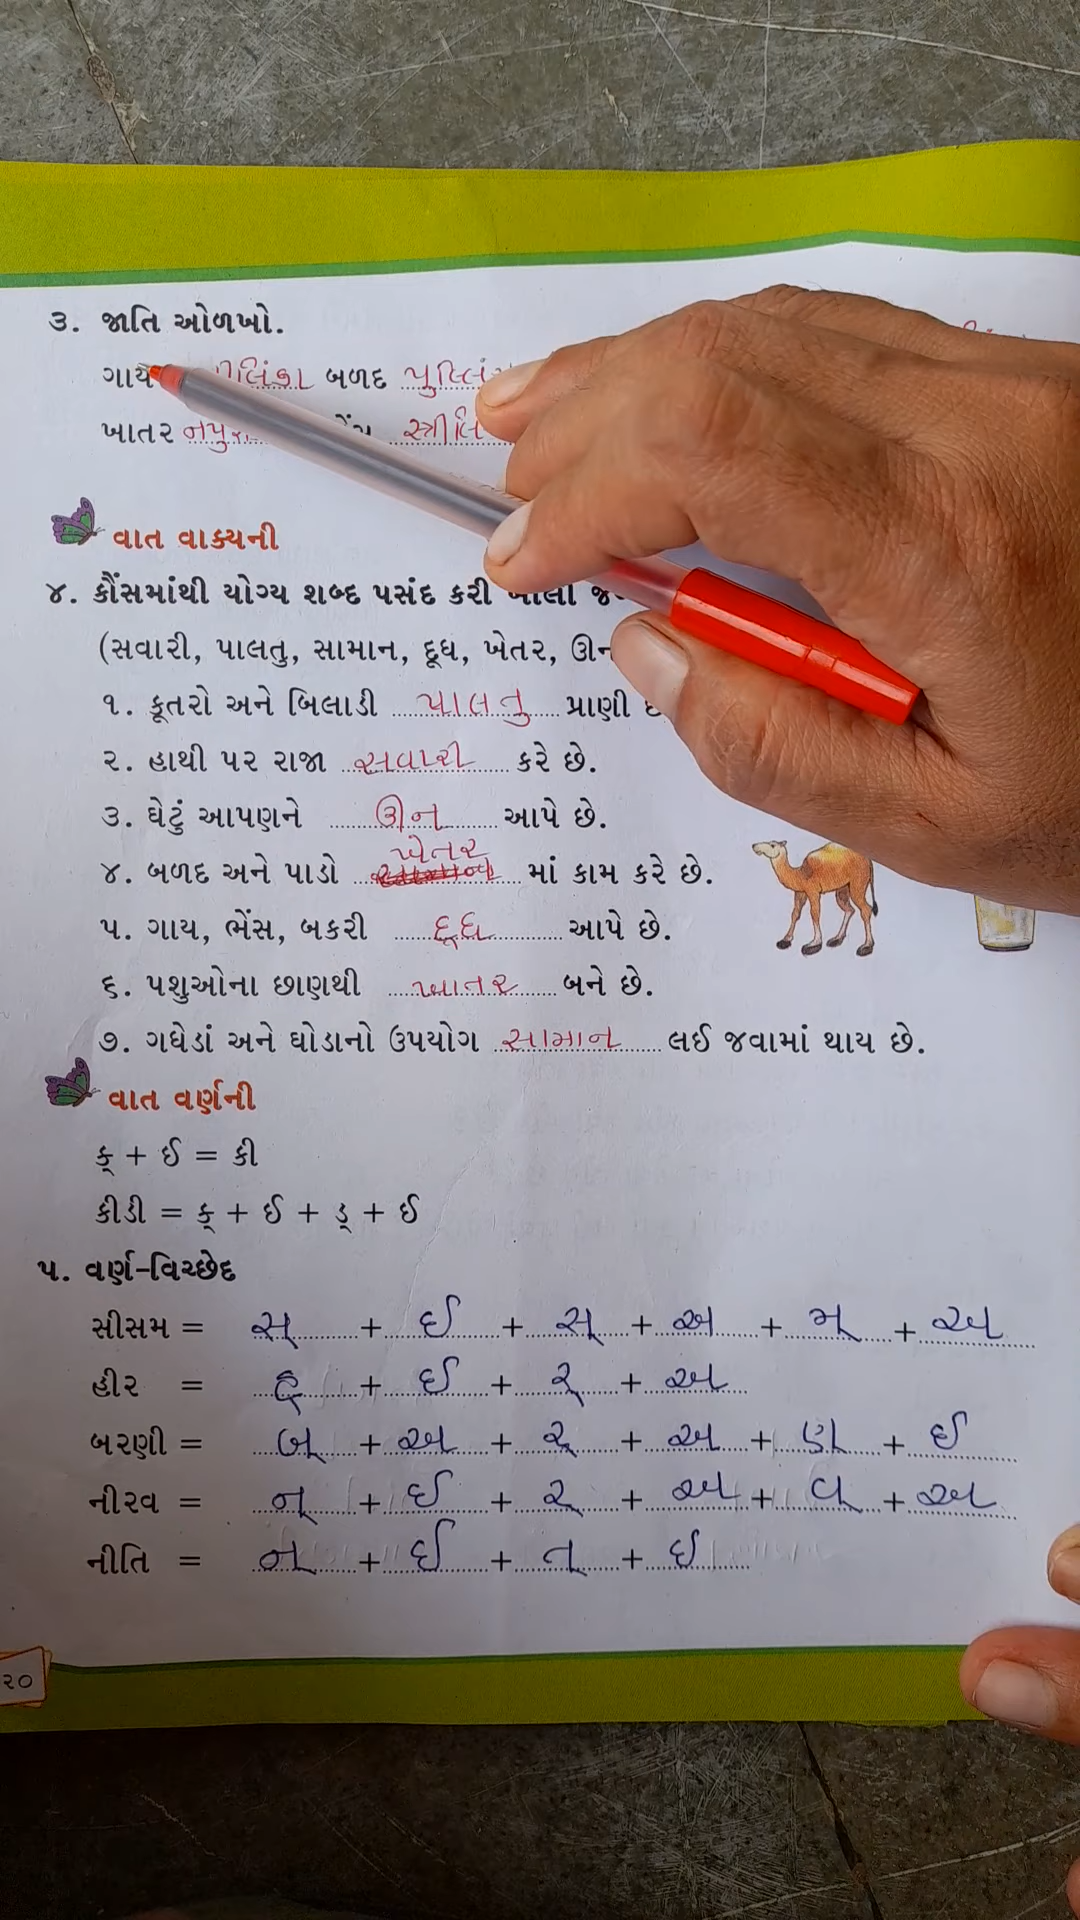 ૩. જાતિ ઓળખો.
ગાય બળદ
ખાતર
વાત વાક્યની
૪. કૌંસમાંથી યોગ્ય શબ્દ પસંદ કરી
(સવારી, પાલતુ, સામાન, દૂધ, ખેતર, ઊન
૧. કૂતરો અને બિલાડી પાલતુ પ્રાણી
૨. હાથી પર રાજા સવારી કરે છે.
૩. ઘેટું આપણને ઊન આપે છે.
૪. બળદ અને પાડો ખેતર માં કામ કરે છે.
૫. ગાય, ભેંસ, બકરી દૂધ આપે છે.
૬. પશુઓના છાણથી ખાતર બને છે.
૭. ગધેડાં અને ઘોડાનો ઉપયોગ સામાન લઈ જવામાં થાય છે.
વાત વર્ણની
ક્ + ઈ = કી
કીડી = ક્ + ઈ + ડ્ + ઈ
૫. વર્ણ-વિચ્છેદ
સીસમ = સ્ + ઈ + સ્ + અ + મ્ + અ
હીર = હ્ + ઈ + ર્ + અ
બરણી = બ્ + અ + ર્ + અ + ણ્ + ઈ
નીરવ = ન્ + ઈ + ર્ + અ + વ્ + અ
નીતિ = ન્ + ઈ + ત્ + ઇ
૨૦